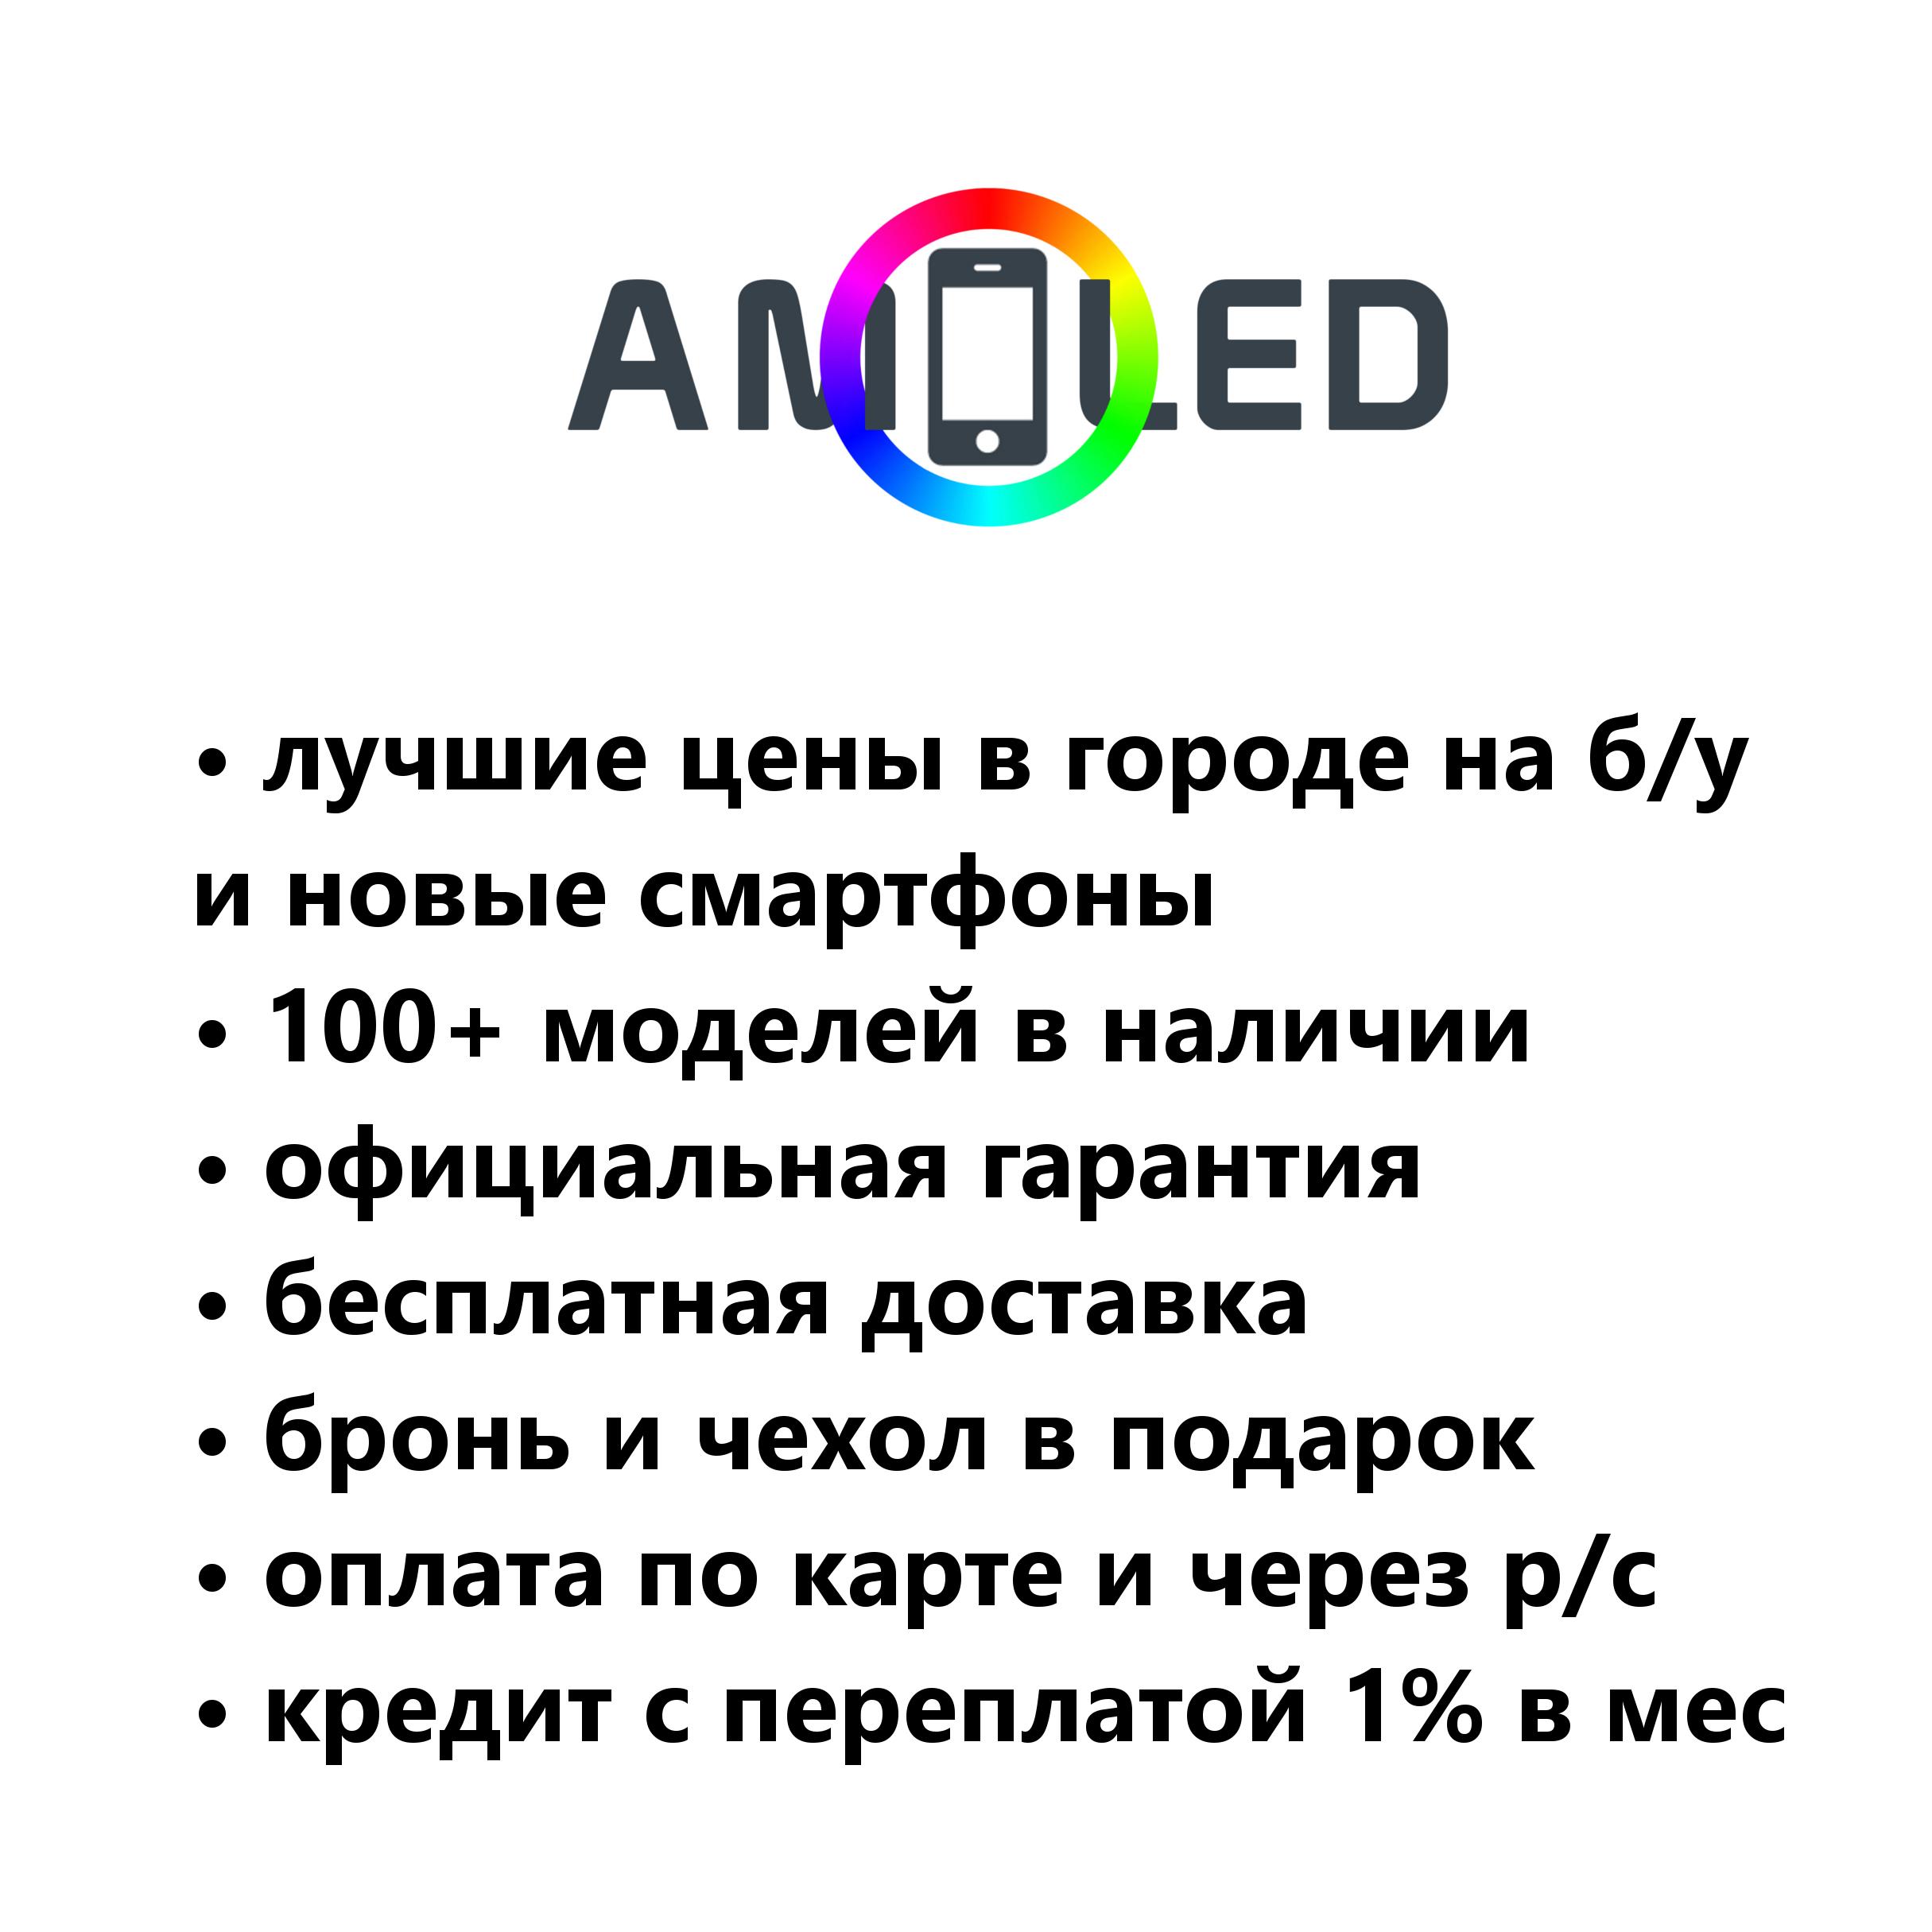 AMOLED
• лучшие цены в городе на б/у
и новые смартфоны
• 100+ моделей в наличии
• официальная гарантия
• бесплатная доставка
• бронь и чехол в подарок
• оплата по карте и через р/с
• кредит с переплатой 1% в мес